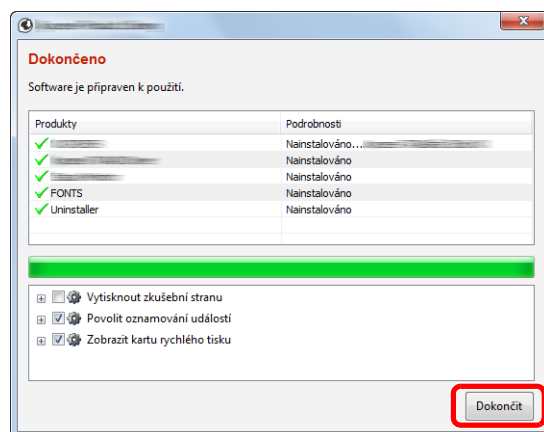 Dokončeno
Software je připraven k použití.
Produkty Podrobnosti
Nainstalováno...
Nainstalováno
Nainstalováno
FONTS Nainstalováno
Uninstaller Nainstalováno
Vytisknout zkušební stranu
Povolit oznamování událostí
Zobrazit kartu rychlého tisku
Dokončit